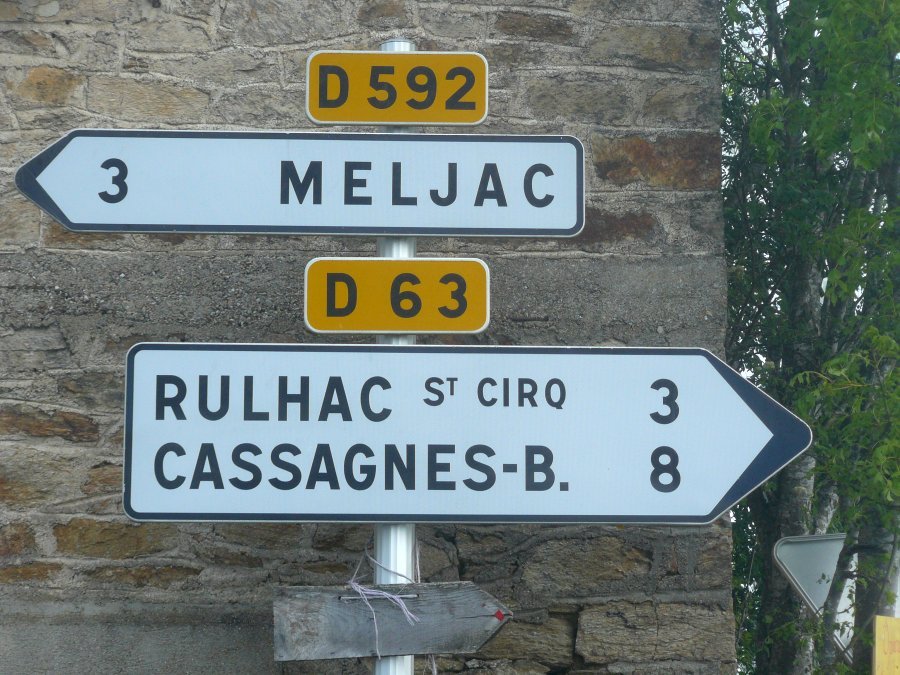 D 592
3 MELJAC
D 63
RULHAC ST CIRQ 3
CASSAGNES-B. 8